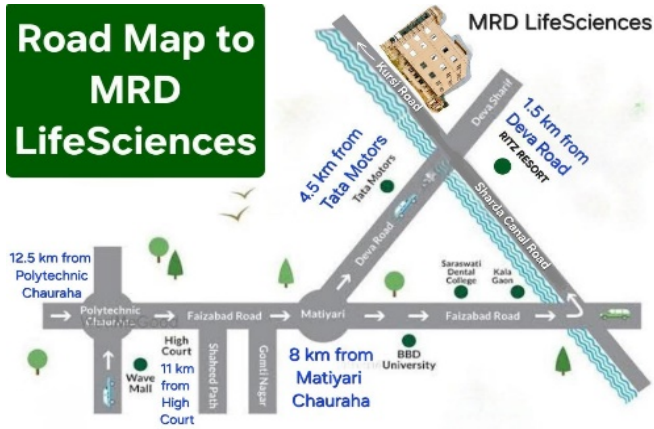 Road Map to
MRD
LifeSciences
MRD LifeSciences
Kursi Road
Deva Sharif
1.5 km from
Deva Road
RITZ RESORT
4.5 km from
Tata Motors
Tata Motors
Deva Road
Sharda Canal Road
12.5 km from
Polytechnic
Chauraha
Polytechnic
Faizabad Road
Matiyari
Saraswati
Dental
College
Kala
Gaon
Faizabad Road
Wave
Mall
High
Court
11 km
from
High
Court
Shaheed Path
Gomti Nagar
8 km from
Matiyari
Chauraha
BBD
University